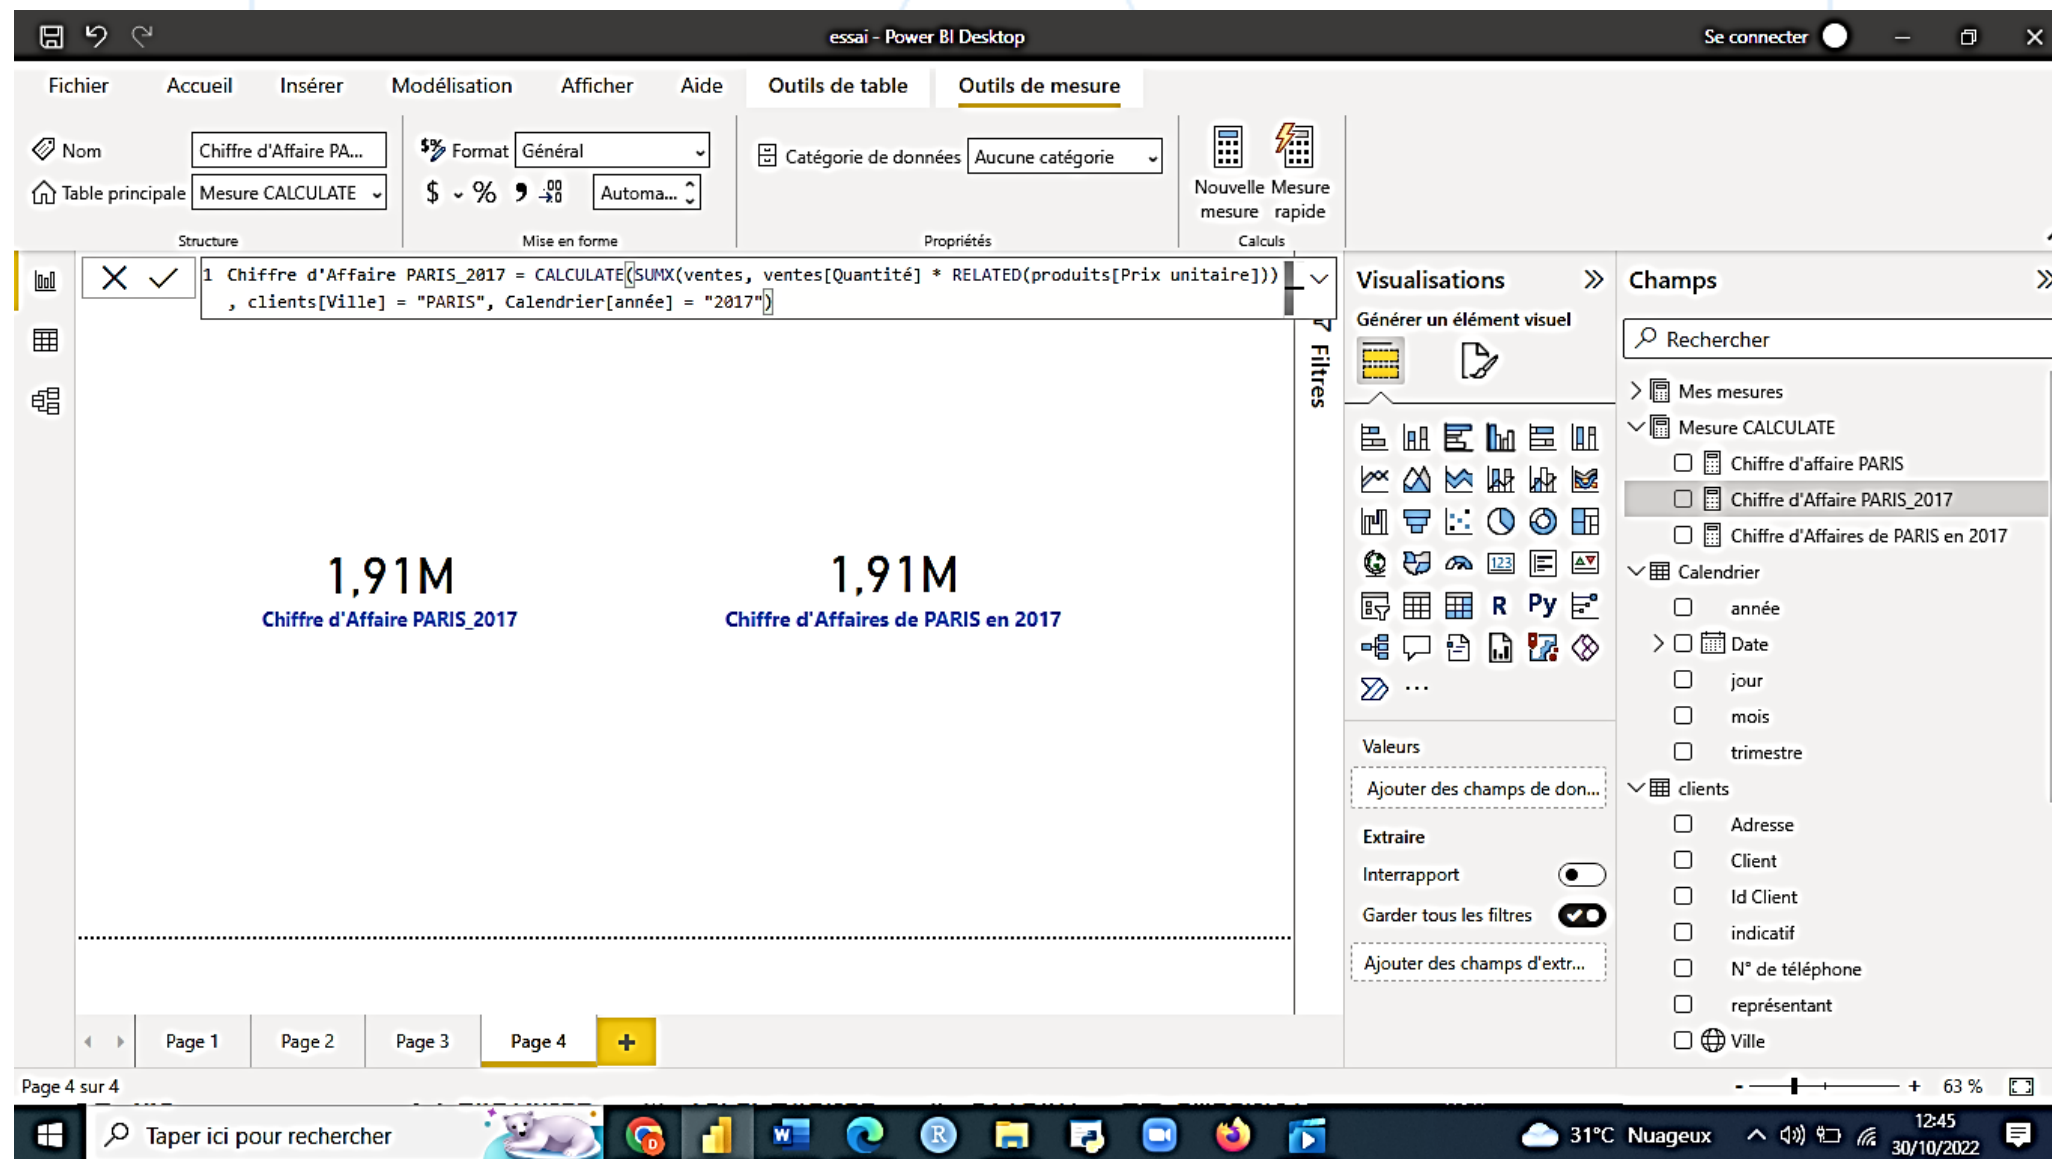 essai - Power BI Desktop
Se connecter
Fichier Accueil Insérer Modélisation Afficher Aide Outils de table Outils de mesure
Nom Chiffre d'Affaire PA...
Table principale Mesure CALCULATE
Structure
$% Format Général
$ % 9 .00 →0 Automa...
Mise en forme
Catégorie de données Aucune catégorie
Propriétés
Nouvelle mesure
Mesure rapide
Calculs
1 Chiffre d'Affaire PARIS_2017 = CALCULATE(SUMX(ventes, ventes[Quantité] * RELATED(produits[Prix unitaire]))
, clients[Ville] = "PARIS", Calendrier[année] = "2017")
Filtres
1,91M
Chiffre d'Affaire PARIS_2017
1,91M
Chiffre d'Affaires de PARIS en 2017
Visualisations
Générer un élément visuel
123
R Py
...
Valeurs
Ajouter des champs de don...
Extraire
Interrapport
Garder tous les filtres
Ajouter des champs d'extr...
Champs
Rechercher
Mes mesures
Mesure CALCULATE
Chiffre d'affaire PARIS
Chiffre d'Affaire PARIS_2017
Chiffre d'Affaires de PARIS en 2017
Calendrier
année
Date
jour
mois
trimestre
clients
Adresse
Client
Id Client
indicatif
N° de téléphone
représentant
Ville
Page 1 Page 2 Page 3 Page 4 +
Page 4 sur 4
- + 63 %
Taper ici pour rechercher
31°C Nuageux
12:45
30/10/2022